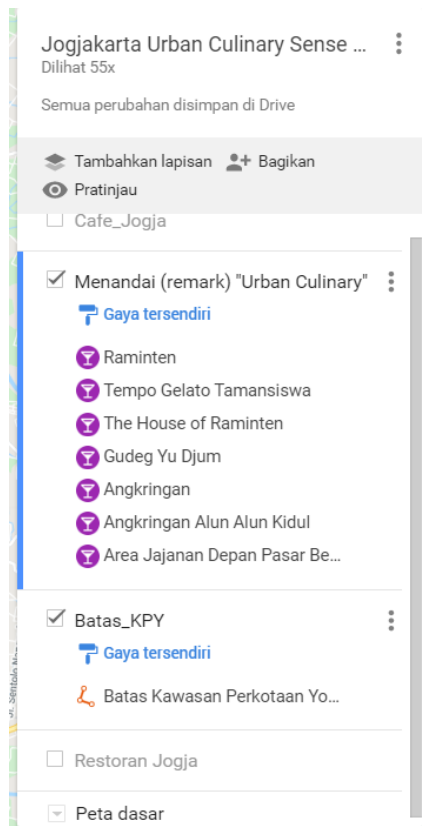 Jogjakarta Urban Culinary Sense ...
Dilihat 55x
Semua perubahan disimpan di Drive
Tambahkan lapisan Bagikan
Pratinjau
Cafe_Jogja
Menandai (remark) "Urban Culinary"
Gaya tersendiri
Raminten
Tempo Gelato Tamansiswa
The House of Raminten
Gudeg Yu Djum
Angkringan
Angkringan Alun Alun Kidul
Area Jajanan Depan Pasar Be...
Batas_KPY
Gaya tersendiri
Batas Kawasan Perkotaan Yo...
Restoran Jogja
Peta dasar